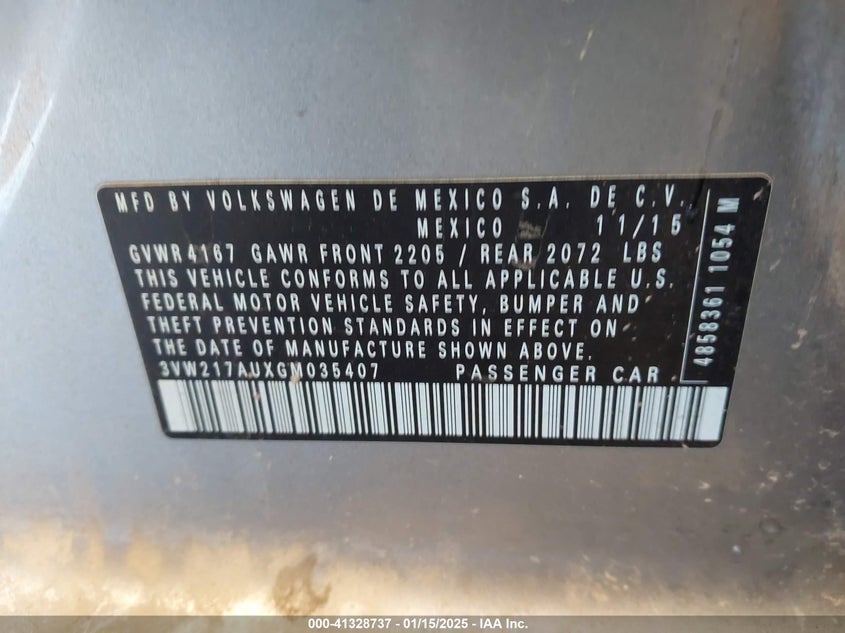 MFD BY VOLKSWAGEN DE MEXICO S.A. DE C.V.
MEXICO 11/15
GVWR4167 GAWR FRONT 2205 / REAR 2072 LBS
THIS VEHICLE CONFORMS TO ALL APPLICABLE U.S.
FEDERAL MOTOR VEHICLE SAFETY, BUMPER AND
THEFT PREVENTION STANDARDS IN EFFECT ON
THE DATE OF MANUFACTURE SHOWN ABOVE.
3VW217AUXGM035407 PASSENGER CAR
4858361 1054 M
000-41328737 - 01/15/2025 - IAA Inc.